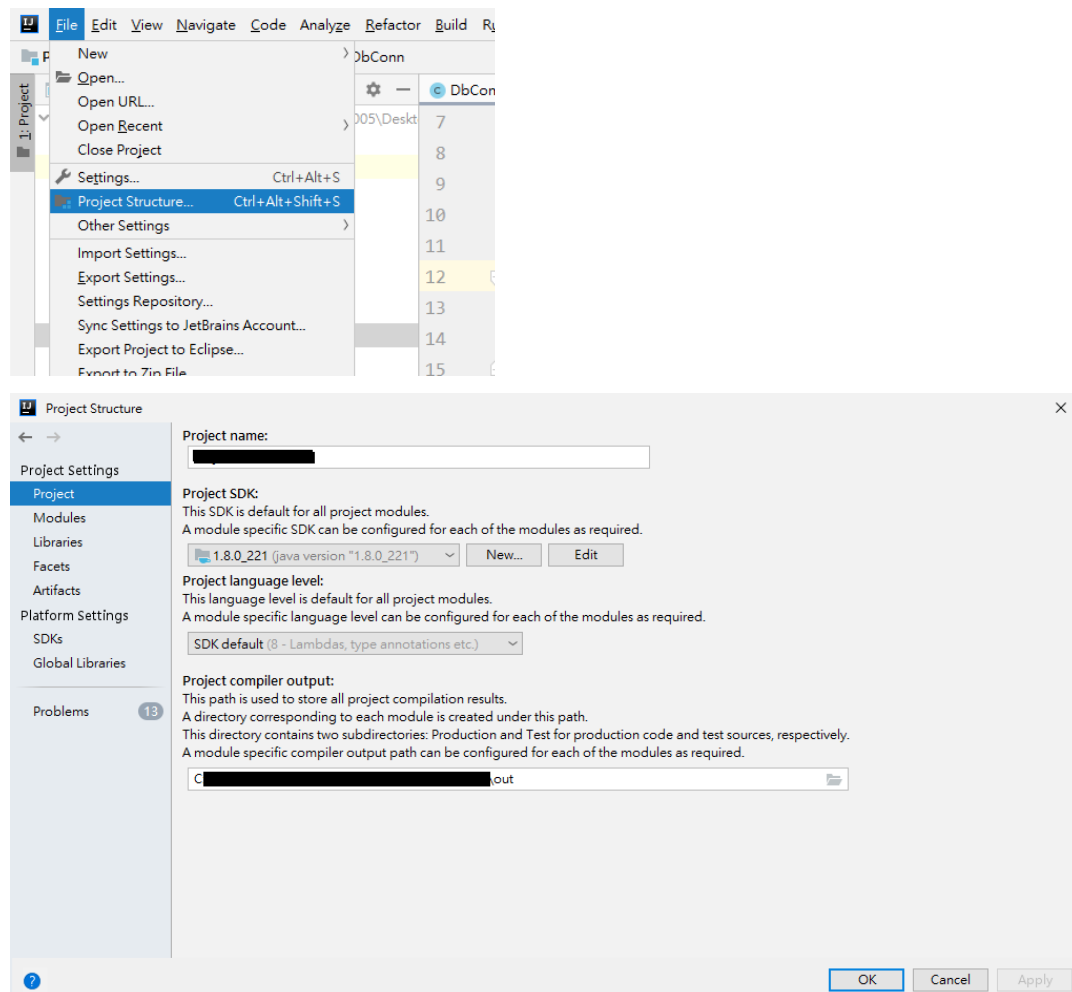 IJ File Edit View Navigate Code Analyze Refactor Build
DbConn
New
Open...
Open URL...
Open Recent
Close Project
Settings... Ctrl+Alt+S
Project Structure... Ctrl+Alt+Shift+S
Other Settings
Import Settings...
Export Settings...
Settings Repository...
Sync Settings to JetBrains Account...
Export Project to Eclipse...
Export to Zip File
1: Project
005\Deskt
C DbCon
7
8
9
10
11
12
13
14
15
IJ Project Structure
Project Settings
Project
Modules
Libraries
Facets
Artifacts
Platform Settings
SDKs
Global Libraries
Problems 13
Project name:
Project SDK:
This SDK is default for all project modules.
A module specific SDK can be configured for each of the modules as required.
1.8.0_221 (java version "1.8.0_221") New... Edit
Project language level:
This language level is default for all project modules.
A module specific language level can be configured for each of the modules as required.
SDK default (8 - Lambdas, type annotations etc.)
Project compiler output:
This path is used to store all project compilation results.
A directory corresponding to each module is created under this path.
This directory contains two subdirectories: Production and Test for production code and test sources, respectively.
A module specific compiler output path can be configured for each of the modules as required.
C \out
? OK Cancel Apply